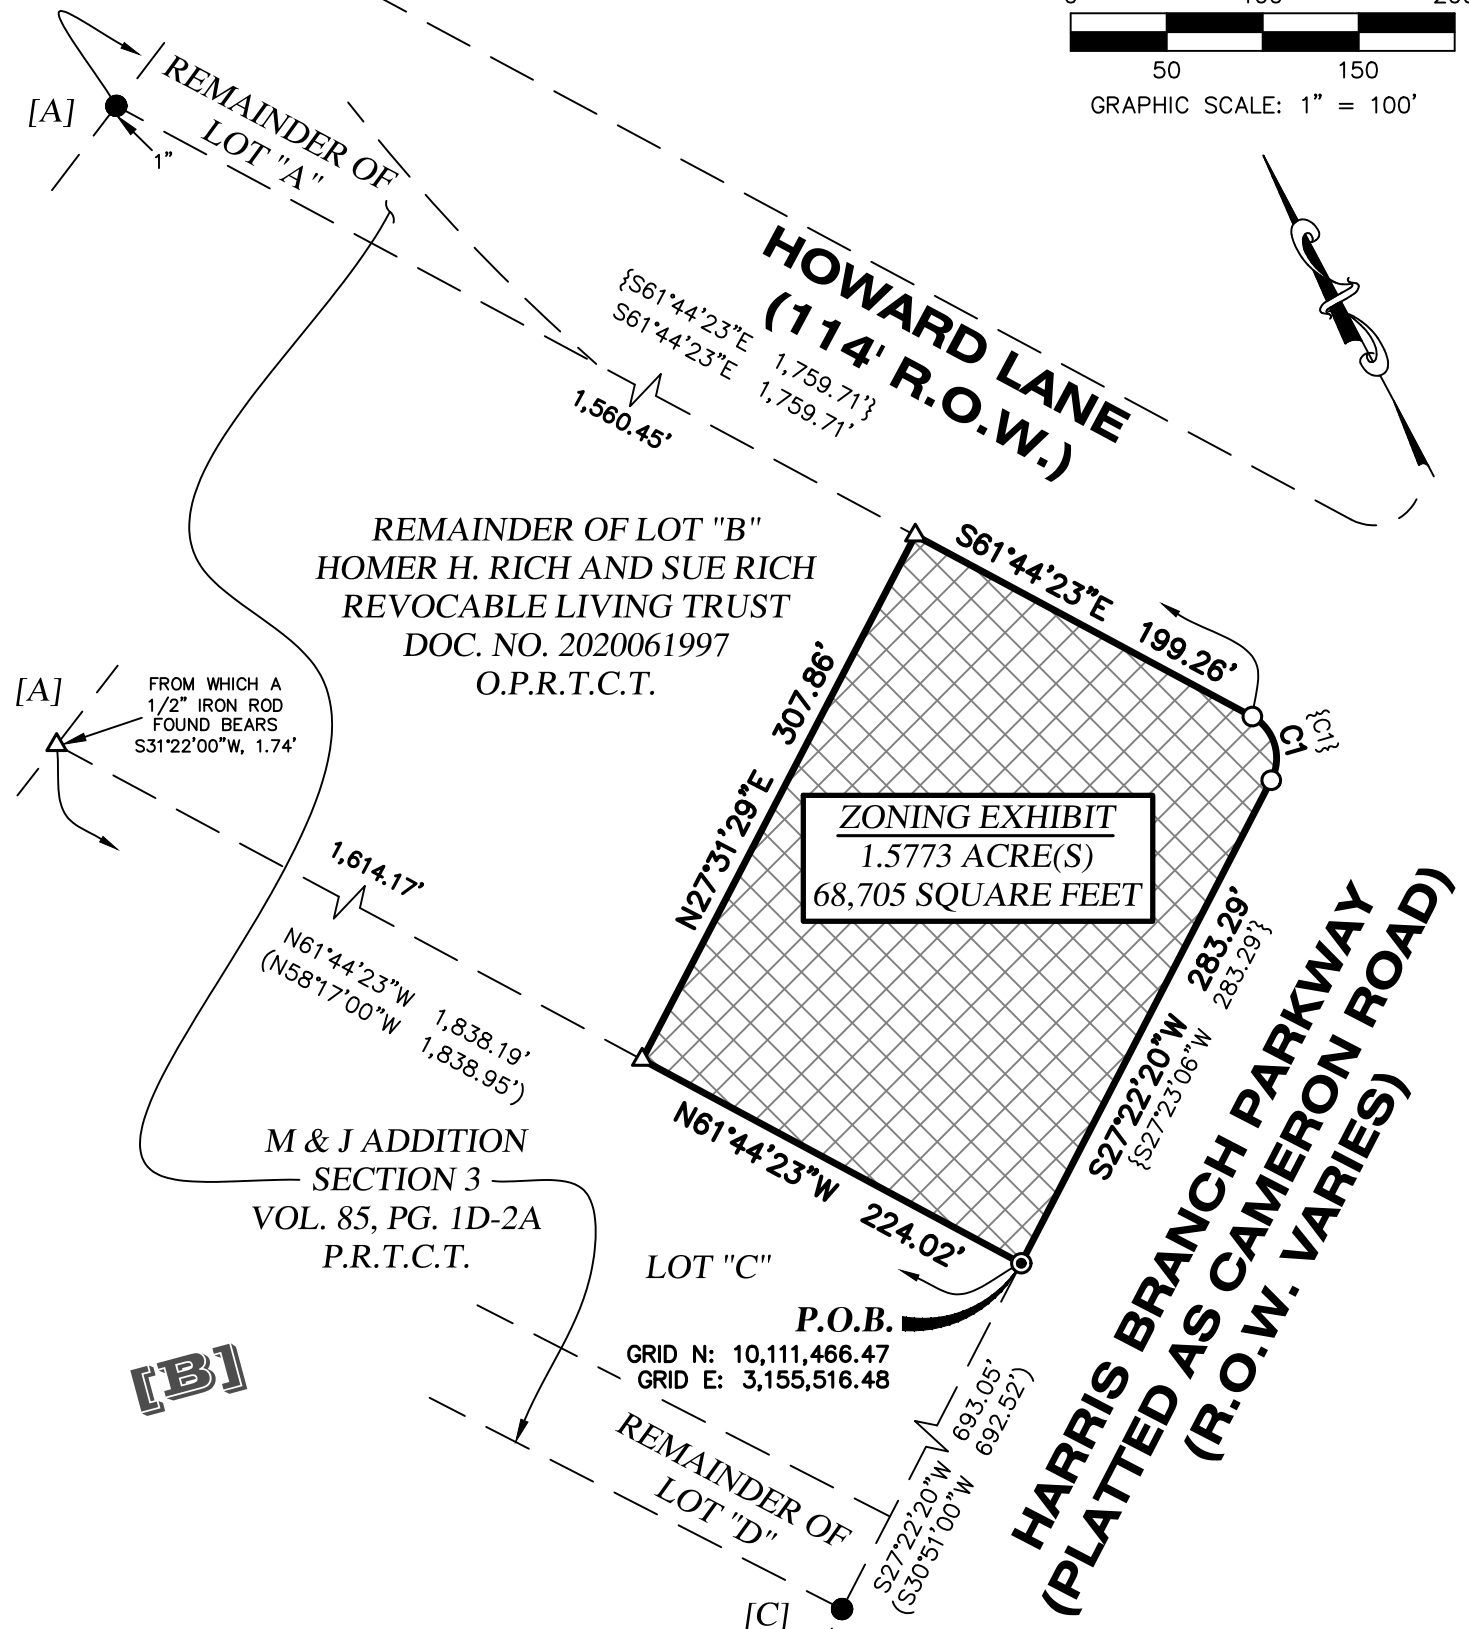 0 100 200
50 150
GRAPHIC SCALE: 1" = 100'
[A]
1"
REMAINDER OF
LOT "A"
HOWARD LANE
(114' R.O.W.)
{S61°44'23"E 1,759.71'}
S61°44'23"E 1,759.71'
1,560.45'
REMAINDER OF LOT "B"
HOMER H. RICH AND SUE RICH
REVOCABLE LIVING TRUST
DOC. NO. 2020061997
O.P.R.T.C.T.
S61°44'23"E 199.26'
C1
{C1}
N27°31'29"E 307.86'
[A]
FROM WHICH A
1/2" IRON ROD
FOUND BEARS
S31°22'00"W, 1.74'
ZONING EXHIBIT
1.5773 ACRE(S)
68,705 SQUARE FEET
1,614.17'
N61°44'23"W 1,838.19'
(N58°17'00"W 1,838.95')
S27°22'20"W 283.29'
{S27°23'06"W 283.29'}
HARRIS BRANCH PARKWAY
(PLATTED AS CAMERON ROAD)
(R.O.W. VARIES)
N61°44'23"W 224.02'
M & J ADDITION
SECTION 3
VOL. 85, PG. 1D-2A
P.R.T.C.T.
LOT "C"
P.O.B.
GRID N: 10,111,466.47
GRID E: 3,155,516.48
[B]
REMAINDER OF
LOT "D"
S27°22'20"W 693.05'
(S30°51'00"W 692.52')
[C]